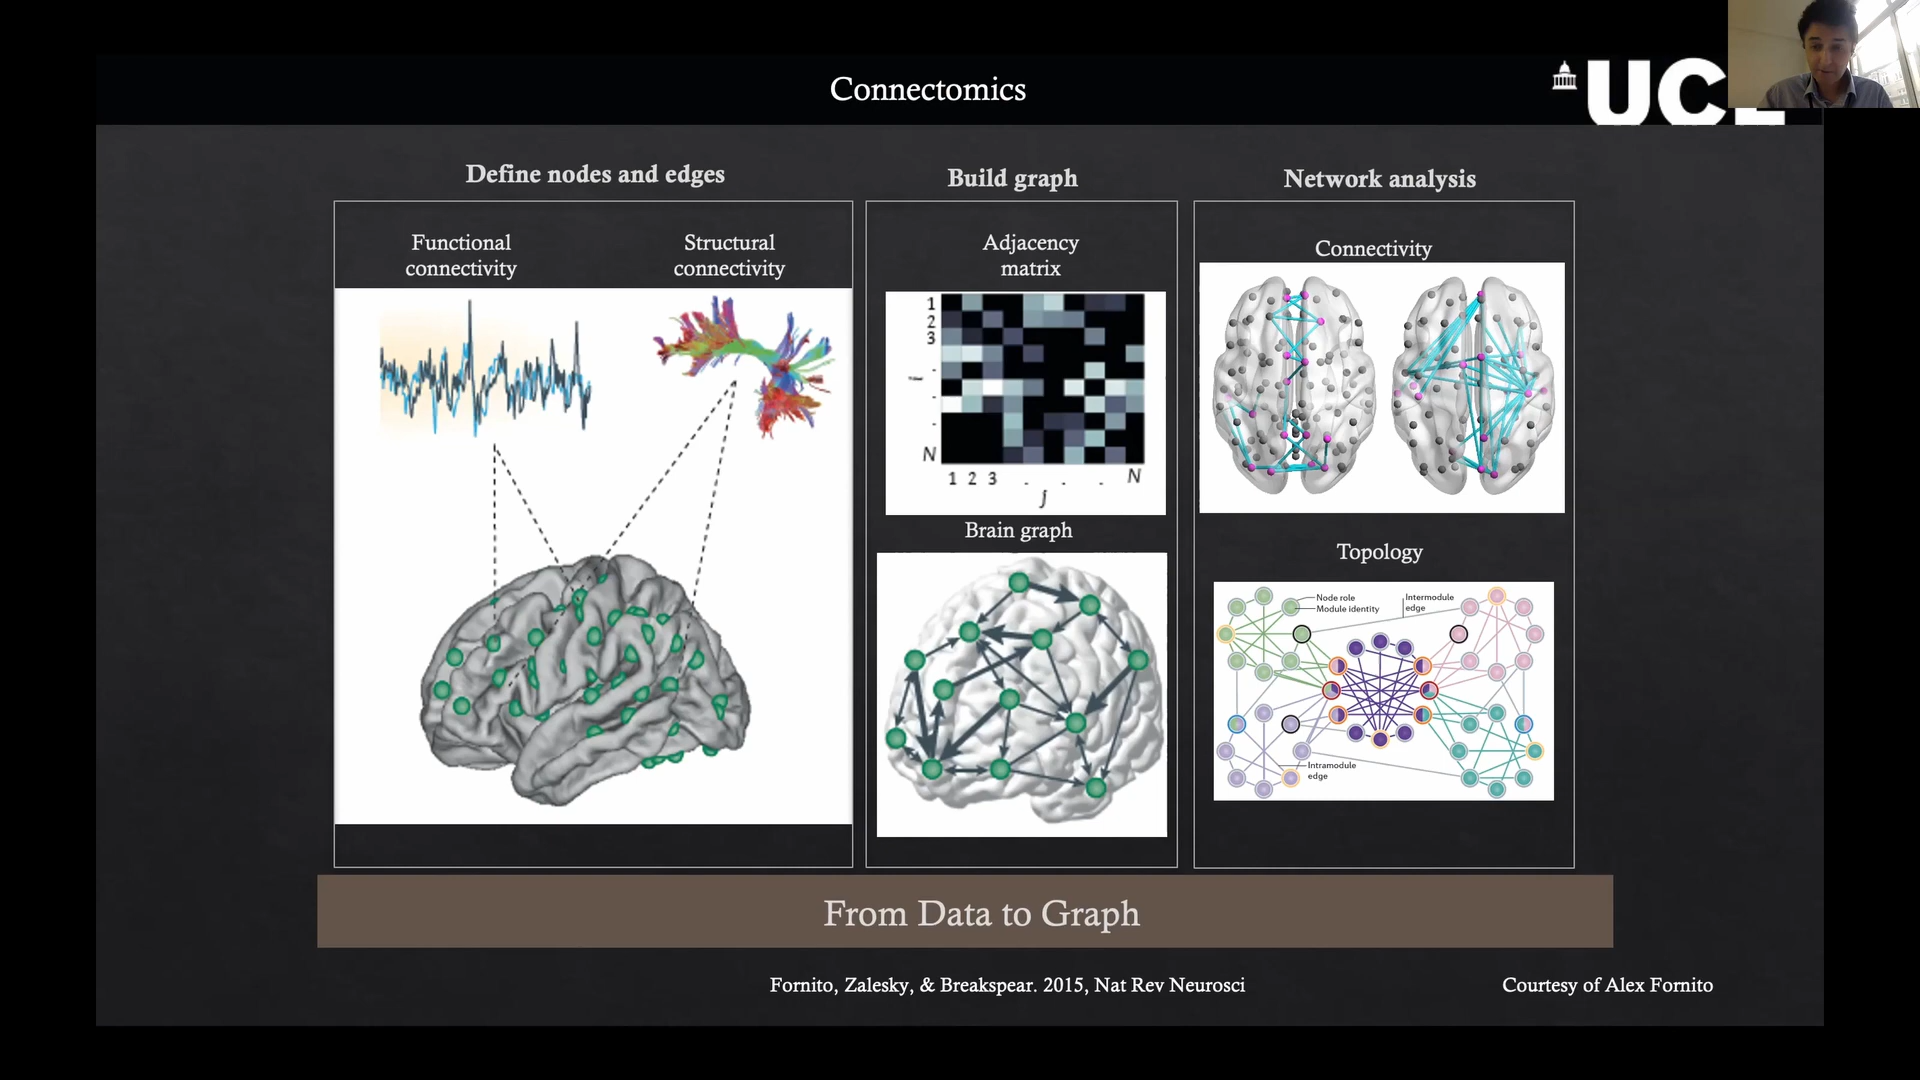 Connectomics
UCL
Define nodes and edges
Build graph
Network analysis
Functional
connectivity
Structural
connectivity
Adjacency
matrix
Connectivity
1
2
3
.
.
.
N
1 2 3 . . . N
j
Brain graph
Topology
Node role
Module identity
Intermodule
edge
Intramodule
edge
From Data to Graph
Fornito, Zalesky, & Breakspear. 2015, Nat Rev Neurosci
Courtesy of Alex Fornito